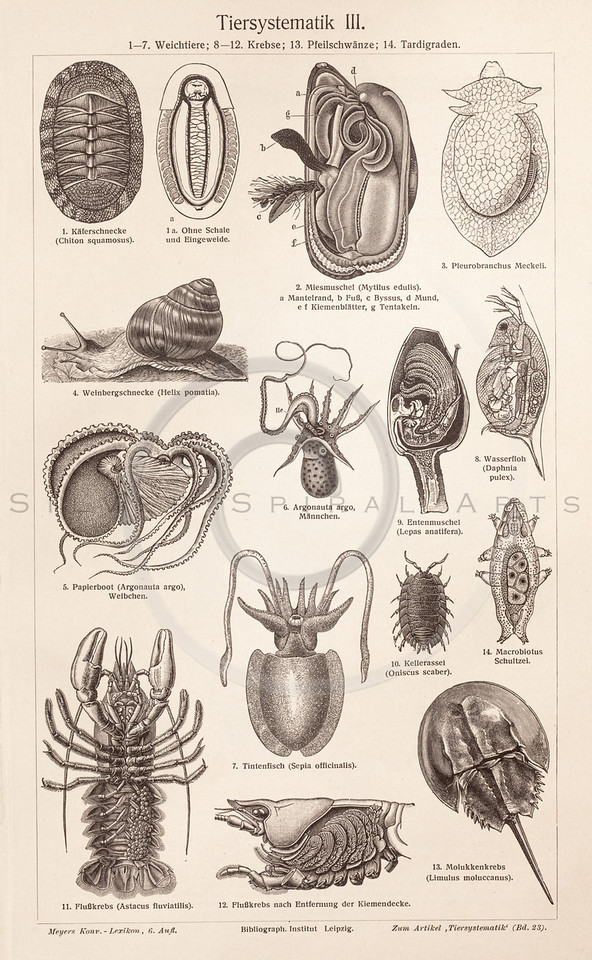 Tiersystematik III.
1—7. Weichtiere; 8—12. Krebse; 13. Pfeilschwänze; 14. Tardigraden.
a
1. Käferschnecke
(Chiton squamosus).
1 a. Ohne Schale
und Eingeweide.
a
d
g
b
c
e
f
2. Miesmuschel (Mytilus edulis).
a Mantelrand, b Fuß, c Byssus, d Mund,
e f Kiemenblätter, g Tentakeln.
3. Pleurobranchus Meckeli.
4. Weinbergschnecke (Helix pomatia).
5. Papierboot (Argonauta argo),
Weibchen.
Hc.
6. Argonauta argo,
Männchen.
9. Entenmuschel
(Lepas anatifera).
8. Wasserfloh
(Daphnia
pulex).
SPIRAL ARTS
10. Kellerassel
(Oniscus scaber).
14. Macrobiotus
Schultzei.
7. Tintenfisch (Sepia officinalis).
11. Flußkrebs (Astacus fluviatilis).
12. Flußkrebs nach Entfernung der Kiemendecke.
13. Molukkenkrebs
(Limulus moluccanus).
Meyers Konv. - Lexikon, 6. Aufl.
Bibliograph. Institut Leipzig.
Zum Artikel ‚Tiersystematik‘ (Bd. 23).